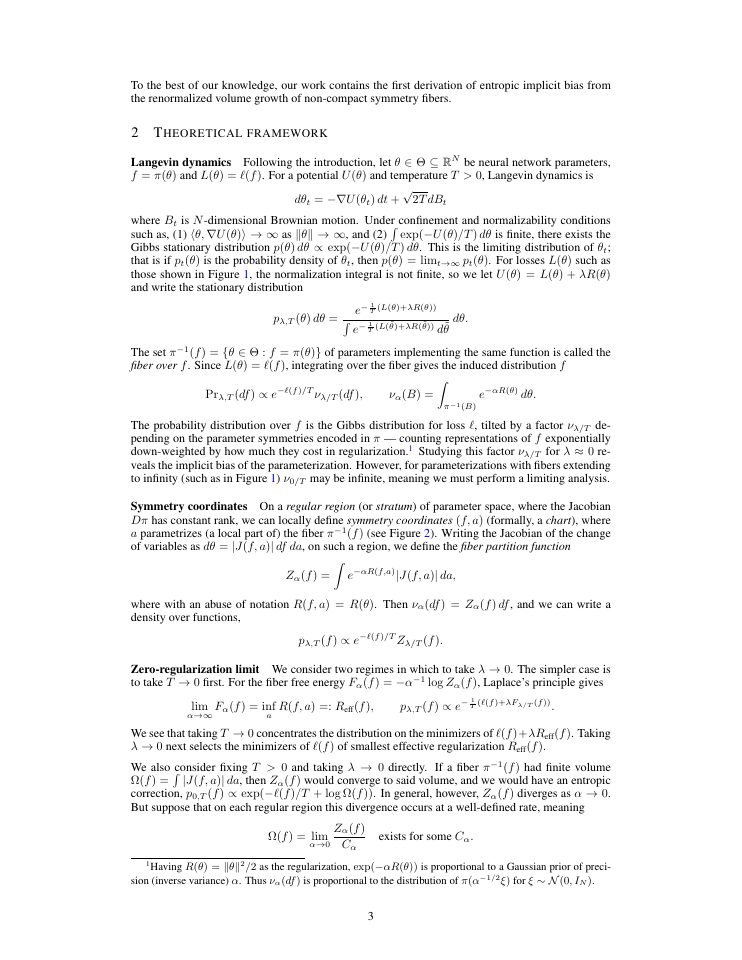 To the best of our knowledge, our work contains the first derivation of entropic implicit bias from
the renormalized volume growth of non-compact symmetry fibers.
2 THEORETICAL FRAMEWORK
Langevin dynamics Following the introduction, let θ ∈ Θ ⊆ ℝ^N be neural network parameters,
f = π(θ) and L(θ) = ℓ(f). For a potential U(θ) and temperature T > 0, Langevin dynamics is
dθ_t = −∇U(θ_t) dt + √2T dB_t
where B_t is N-dimensional Brownian motion. Under confinement and normalizability conditions
such as, (1) ⟨θ, ∇U(θ)⟩ → ∞ as ‖θ‖ → ∞, and (2) ∫ exp(−U(θ)/T) dθ is finite, there exists the
Gibbs stationary distribution p(θ) dθ ∝ exp(−U(θ)/T) dθ. This is the limiting distribution of θ_t;
that is if p_t(θ) is the probability density of θ_t, then p(θ) = lim_{t→∞} p_t(θ). For losses L(θ) such as
those shown in Figure 1, the normalization integral is not finite, so we let U(θ) = L(θ) + λR(θ)
and write the stationary distribution
p_{λ,T}(θ) dθ = e^{−\frac{1}{T}(L(θ)+λR(θ))} / ∫ e^{−\frac{1}{T}(L(θ̃)+λR(θ̃))} dθ̃ dθ.
The set π^{−1}(f) = {θ ∈ Θ : f = π(θ)} of parameters implementing the same function is called the
fiber over f. Since L(θ) = ℓ(f), integrating over the fiber gives the induced distribution f
Pr_{λ,T}(df) ∝ e^{−ℓ(f)/T} ν_{λ/T}(df), ν_α(B) = ∫_{π^{−1}(B)} e^{−αR(θ)} dθ.
The probability distribution over f is the Gibbs distribution for loss ℓ, tilted by a factor ν_{λ/T} de-
pending on the parameter symmetries encoded in π — counting representations of f exponentially
down-weighted by how much they cost in regularization.^1 Studying this factor ν_{λ/T} for λ ≈ 0 re-
veals the implicit bias of the parameterization. However, for parameterizations with fibers extending
to infinity (such as in Figure 1) ν_{0/T} may be infinite, meaning we must perform a limiting analysis.
Symmetry coordinates On a regular region (or stratum) of parameter space, where the Jacobian
Dπ has constant rank, we can locally define symmetry coordinates (f, a) (formally, a chart), where
a parametrizes (a local part of) the fiber π^{−1}(f) (see Figure 2). Writing the Jacobian of the change
of variables as dθ = |J(f, a)| df da, on such a region, we define the fiber partition function
Z_α(f) = ∫ e^{−αR(f,a)} |J(f, a)| da,
where with an abuse of notation R(f, a) = R(θ). Then ν_α(df) = Z_α(f) df, and we can write a
density over functions,
p_{λ,T}(f) ∝ e^{−ℓ(f)/T} Z_{λ/T}(f).
Zero-regularization limit We consider two regimes in which to take λ → 0. The simpler case is
to take T → 0 first. For the fiber free energy F_α(f) = −α^{−1} log Z_α(f), Laplace's principle gives
lim_{α→∞} F_α(f) = inf_a R(f, a) =: R_eff(f), p_{λ,T}(f) ∝ e^{−\frac{1}{T}(ℓ(f)+λF_{λ/T}(f))}.
We see that taking T → 0 concentrates the distribution on the minimizers of ℓ(f)+λR_eff(f). Taking
λ → 0 next selects the minimizers of ℓ(f) of smallest effective regularization R_eff(f).
We also consider fixing T > 0 and taking λ → 0 directly. If a fiber π^{−1}(f) had finite volume
Ω(f) = ∫ |J(f, a)| da, then Z_α(f) would converge to said volume, and we would have an entropic
correction, p_{0,T}(f) ∝ exp(−ℓ(f)/T + log Ω(f)). In general, however, Z_α(f) diverges as α → 0.
But suppose that on each regular region this divergence occurs at a well-defined rate, meaning
Ω(f) = lim_{α→0} Z_α(f) / C_α exists for some C_α.
^1Having R(θ) = ‖θ‖^2/2 as the regularization, exp(−αR(θ)) is proportional to a Gaussian prior of preci-
sion (inverse variance) α. Thus ν_α(df) is proportional to the distribution of π(α^{−1/2}ξ) for ξ ∼ N(0, I_N).
3